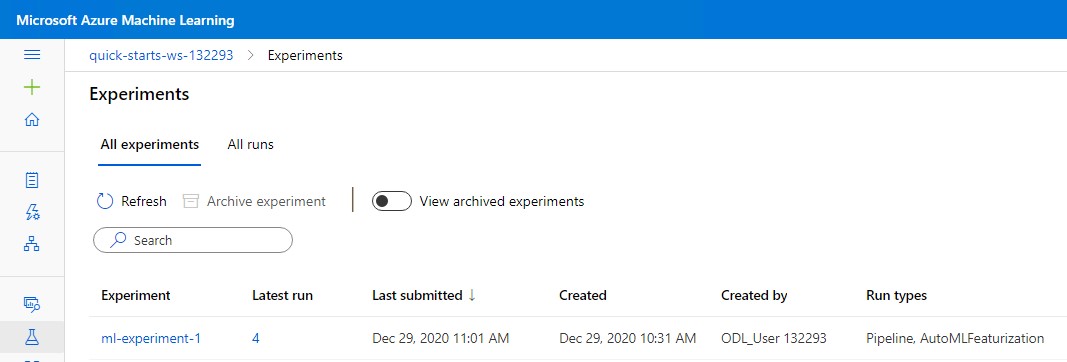 Microsoft Azure Machine Learning
quick-starts-ws-132293 > Experiments
Experiments
All experiments All runs
Refresh Archive experiment View archived experiments
Search
Experiment Latest run Last submitted ↓ Created Created by Run types
ml-experiment-1 4 Dec 29, 2020 11:01 AM Dec 29, 2020 10:31 AM ODL_User 132293 Pipeline, AutoMLFeaturization